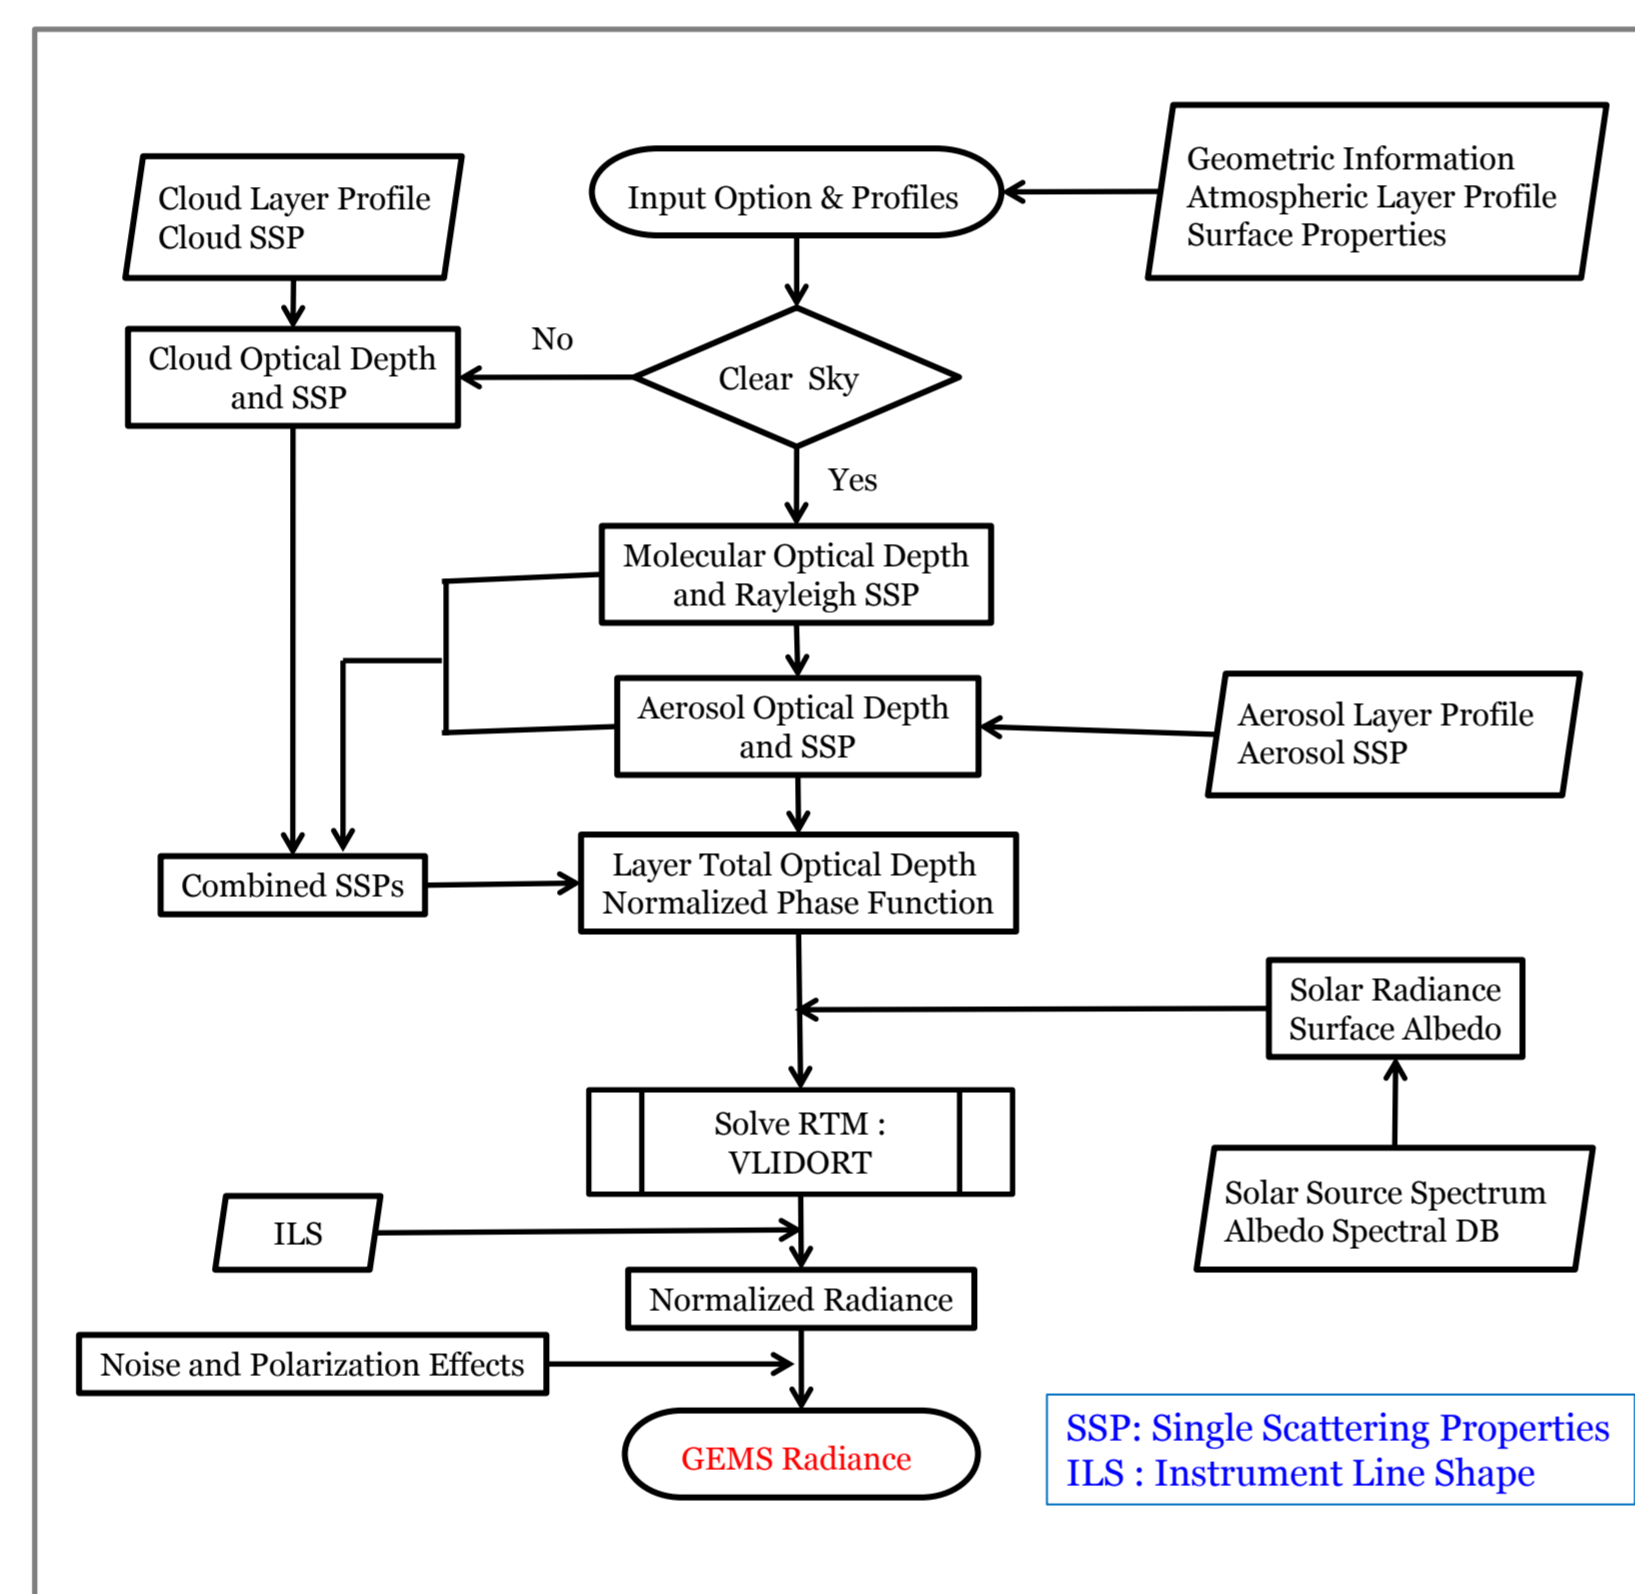 Cloud Layer Profile
Cloud SSP
Input Option & Profiles
Geometric Information
Atmospheric Layer Profile
Surface Properties
Cloud Optical Depth
and SSP
No
Clear Sky
Yes
Molecular Optical Depth
and Rayleigh SSP
Aerosol Optical Depth
and SSP
Aerosol Layer Profile
Aerosol SSP
Combined SSPs
Layer Total Optical Depth
Normalized Phase Function
Solar Radiance
Surface Albedo
Solve RTM :
VLIDORT
Solar Source Spectrum
Albedo Spectral DB
ILS
Normalized Radiance
Noise and Polarization Effects
GEMS Radiance
SSP: Single Scattering Properties
ILS : Instrument Line Shape